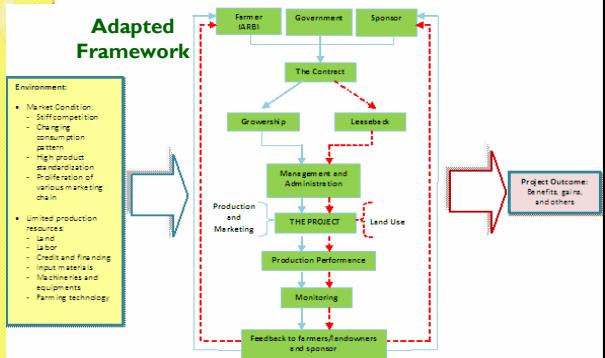 Adapted
Framework
Farmer
(ARB)
Government
Sponsor
The Contract
Growership
Leaseback
Management and
Administration
Production
and
Marketing
THE PROJECT
Land Use
Production Performance
Monitoring
Feedback to farmers/landowners
and sponsor
Environment:
• Market Condition:
- Stiff competition
- Changing
consumption
pattern
- High product
standardization
- Proliferation of
various marketing
chain
• Limited production
resources:
- Land
- Labor
- Credit and financing
- Input materials
- Machineries and
equipments
- Farming technology
Project Outcome:
Benefits, gains,
and others